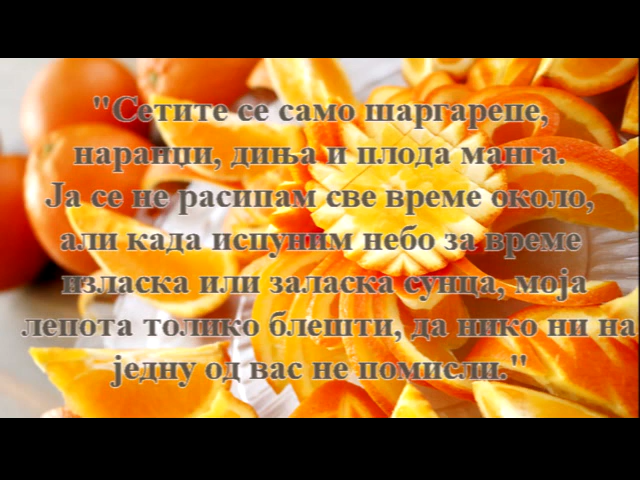 "Сетите се само шаргарепе,
наранџи, диња и плода манга.
Ја се не расипам све време около,
али када испуним небо за време
изласка или заласка сунца, моја
лепота толико блешти, да нико ни на
једну од вас не помисли."